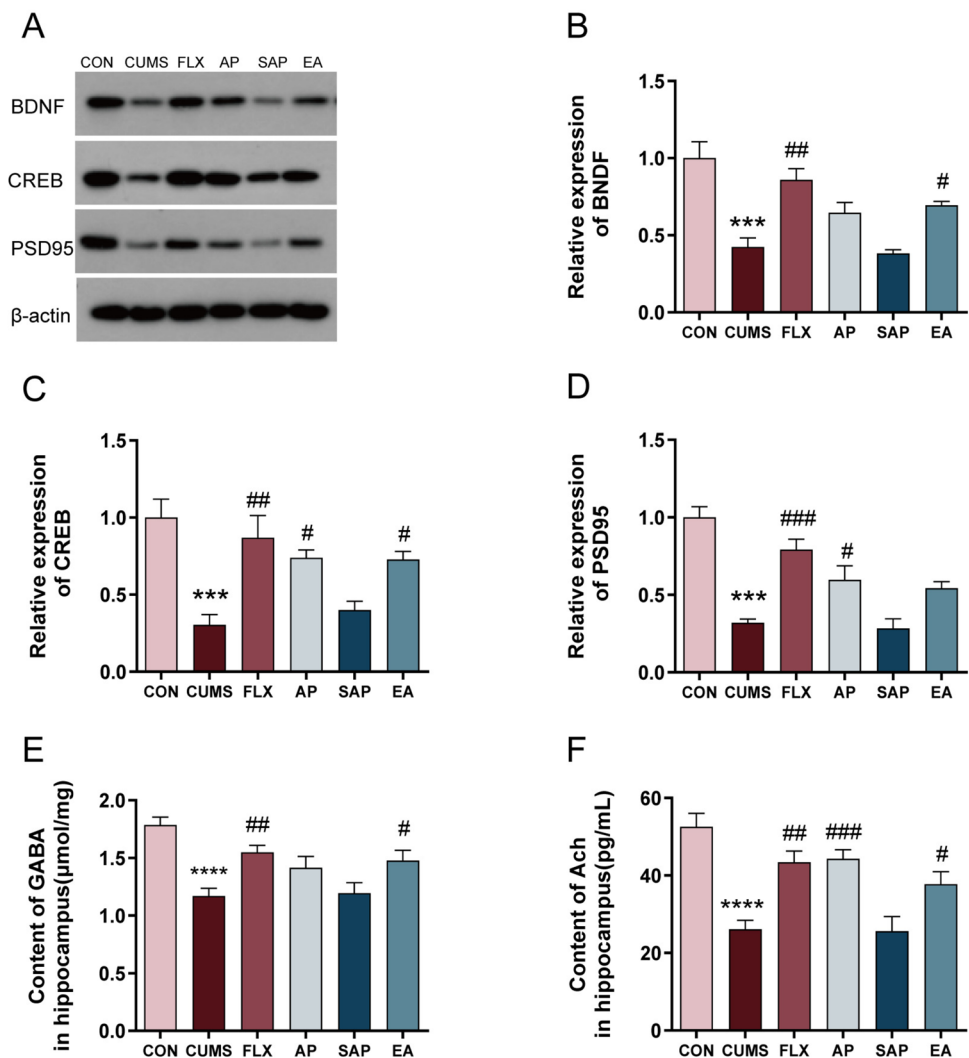 A
CON CUMS FLX AP SAP EA
BDNF
CREB
PSD95
β-actin
B
Relative expression
of BNDF
1.5
1.0
0.5
0.0
***
##
#
CON CUMS FLX AP SAP EA
C
Relative expression
of CREB
1.5
1.0
0.5
0.0
***
##
#
#
CON CUMS FLX AP SAP EA
D
Relative expression
of PSD95
1.5
1.0
0.5
0.0
***
###
#
CON CUMS FLX AP SAP EA
E
Content of GABA
in hippocampus(μmol/mg)
2.0
1.5
1.0
0.5
0.0
****
##
#
CON CUMS FLX AP SAP EA
F
Content of Ach
in hippocampus(pg/mL)
60
40
20
0
****
##
###
#
CON CUMS FLX AP SAP EA